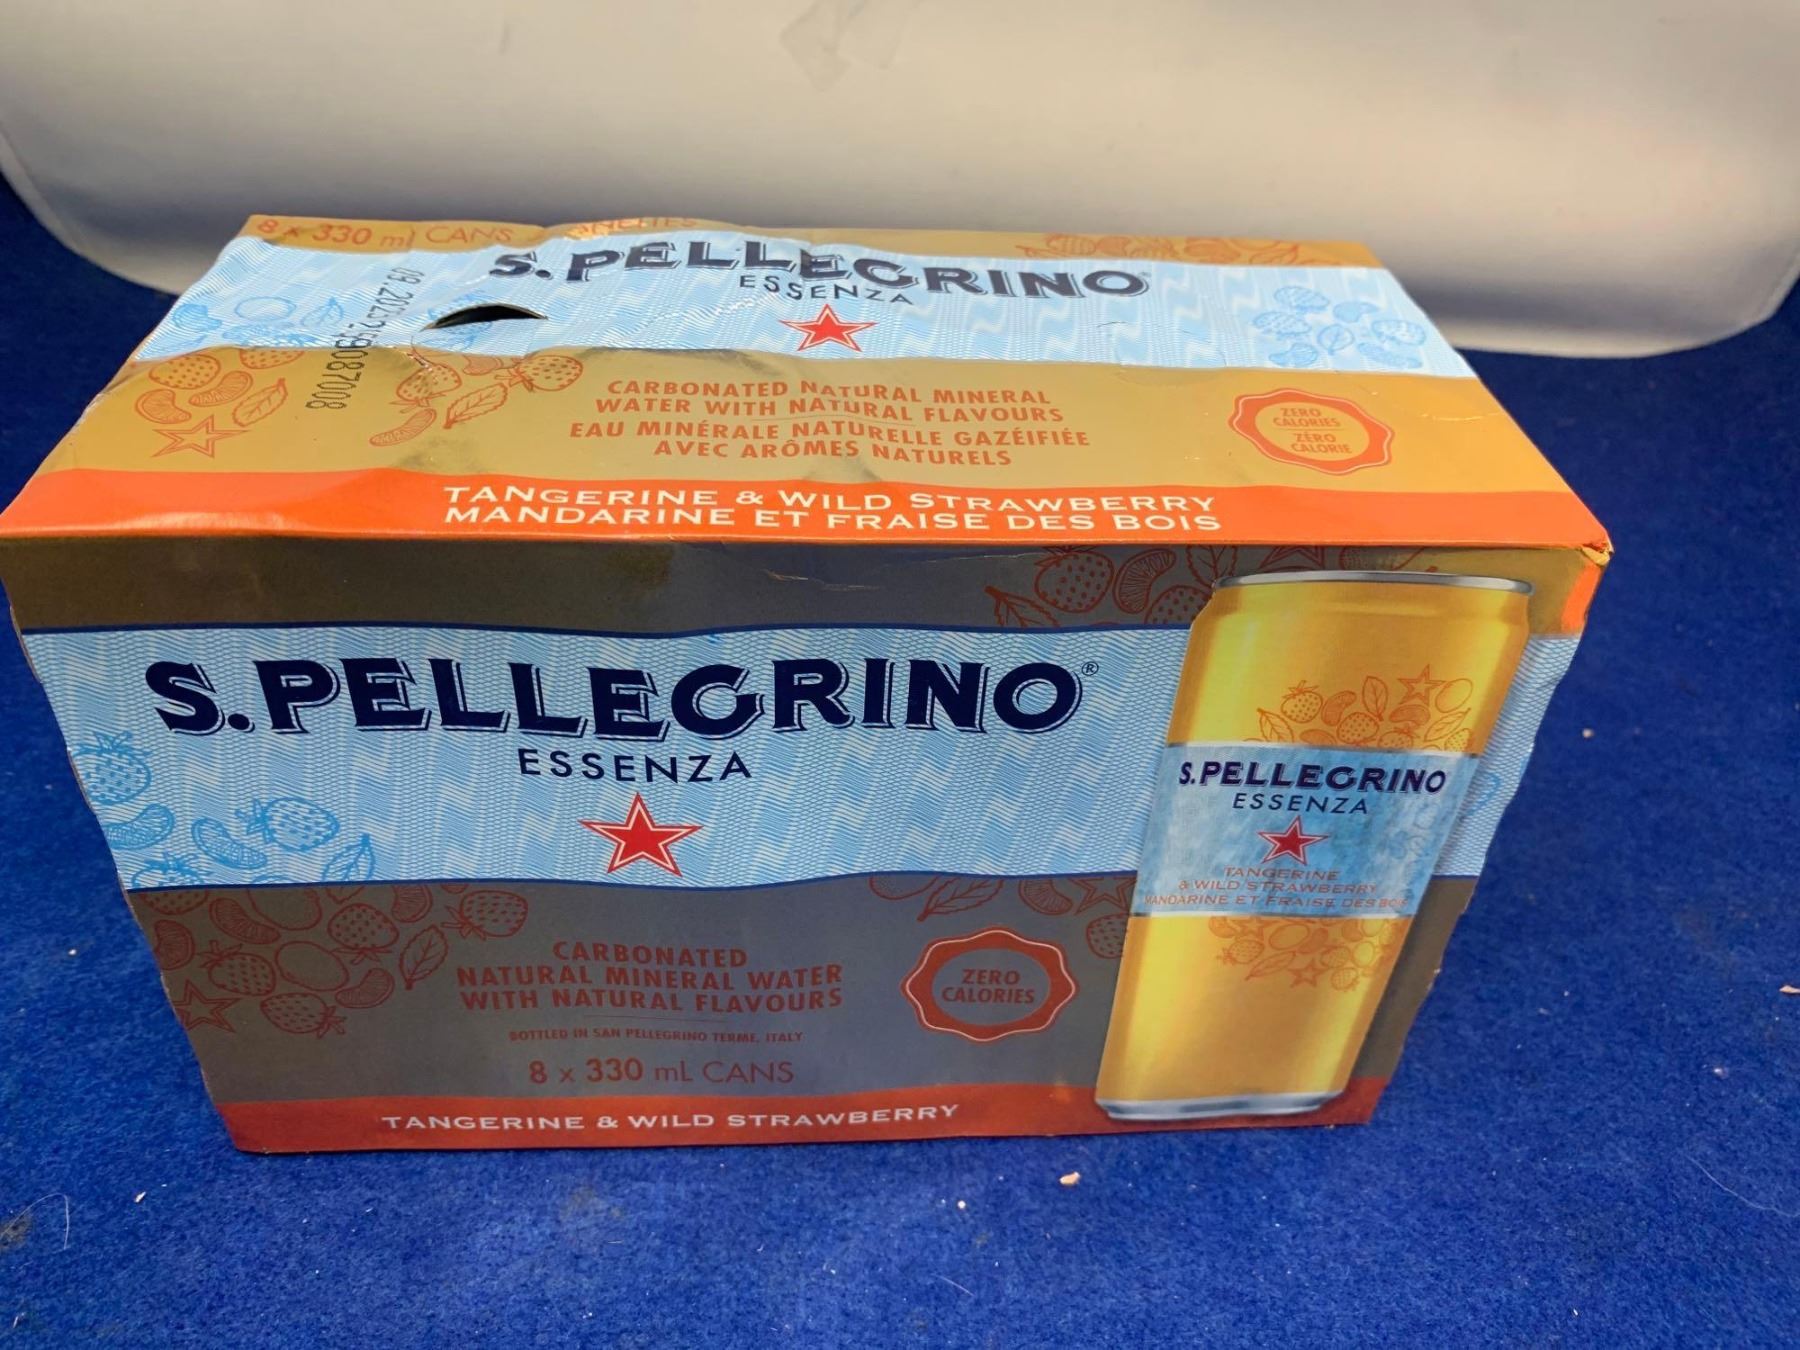 8 x 330 ml CANS
S.PELLEGRINO
ESSENZA
09 2025
CARBONATED NATURAL MINERAL
WATER WITH NATURAL FLAVOURS
EAU MINÉRALE NATURELLE GAZÉIFIÉE
AVEC ARÔMES NATURELS
ZERO
CALORIES
ZÉRO
CALORIE
TANGERINE & WILD STRAWBERRY
MANDARINE ET FRAISE DES BOIS
S.PELLEGRINO®
ESSENZA
CARBONATED
NATURAL MINERAL WATER
WITH NATURAL FLAVOURS
BOTTLED IN SAN PELLEGRINO TERME, ITALY
8 x 330 mL CANS
ZERO
CALORIES
TANGERINE & WILD STRAWBERRY
S.PELLEGRINO
ESSENZA
TANGERINE
& WILD STRAWBERRY
MANDARINE ET FRAISE DES BOIS